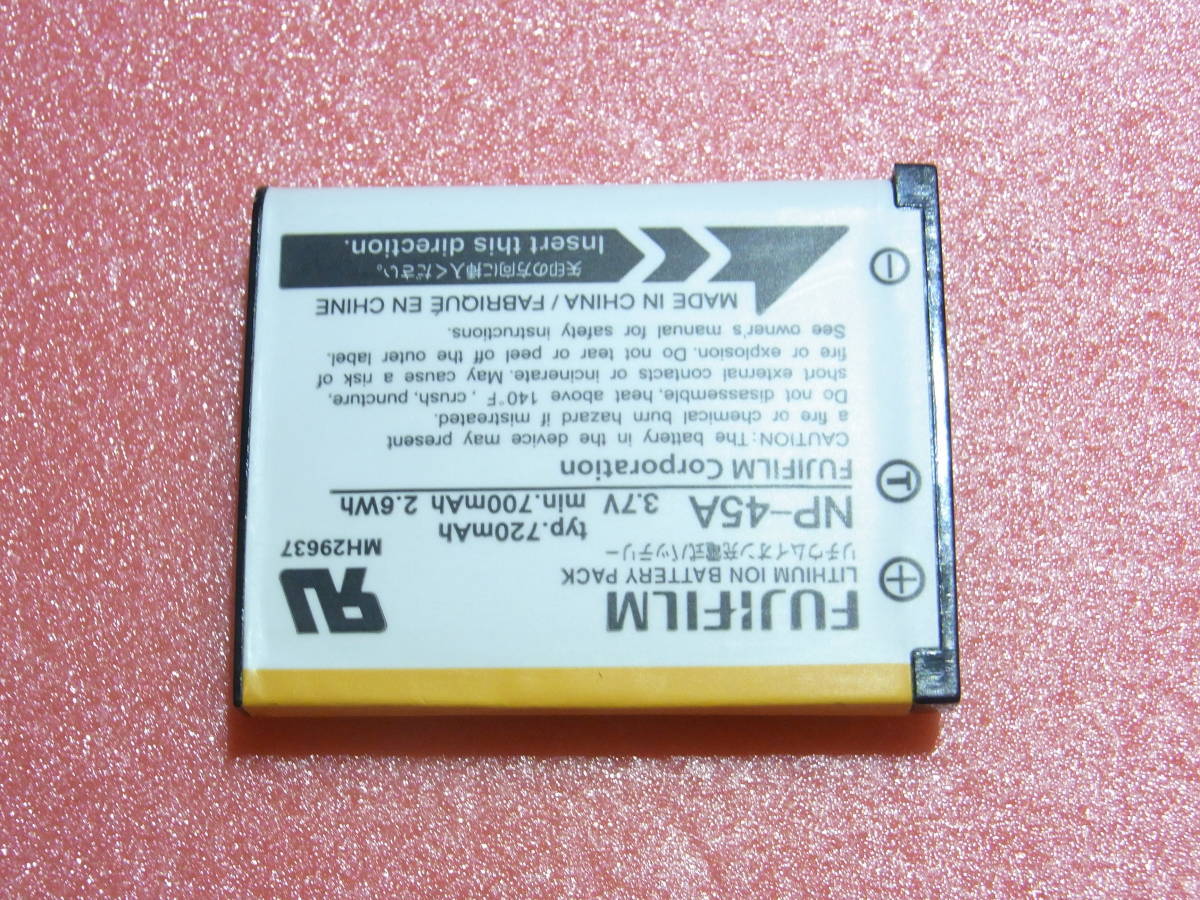 FUJIFILM
LITHIUM ION BATTERY PACK
リチウムイオン充電式バッテリー
MH29637
NP-45A 3.7V typ.720mAh
min.700mAh 2.6Wh
FUJIFILM Corporation
CAUTION: The battery in the device may present
a fire or chemical burn hazard if mistreated.
Do not disassemble, heat above 140°F , crush, puncture,
short external contacts or incinerate. May cause a risk of
fire or explosion. Do not tear or peel off the outer label.
See owner's manual for safety instructions.
MADE IN CHINA / FABRIQUÉ EN CHINE
矢印の方向に挿入ください。
Insert this direction.
+
T
-